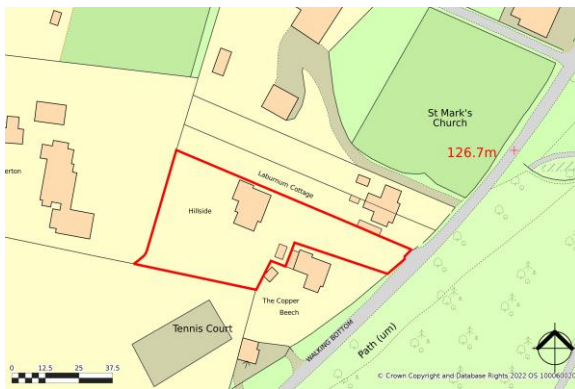 St Mark's
Church
126.7m
erton
Laburnum Cottage
Hillside
The Copper
Beech
Tennis Court
WALKING BOTTOM
Path (um)
0 12.5 25 37.5
© Crown Copyright and Database Rights 2022 OS 100060020